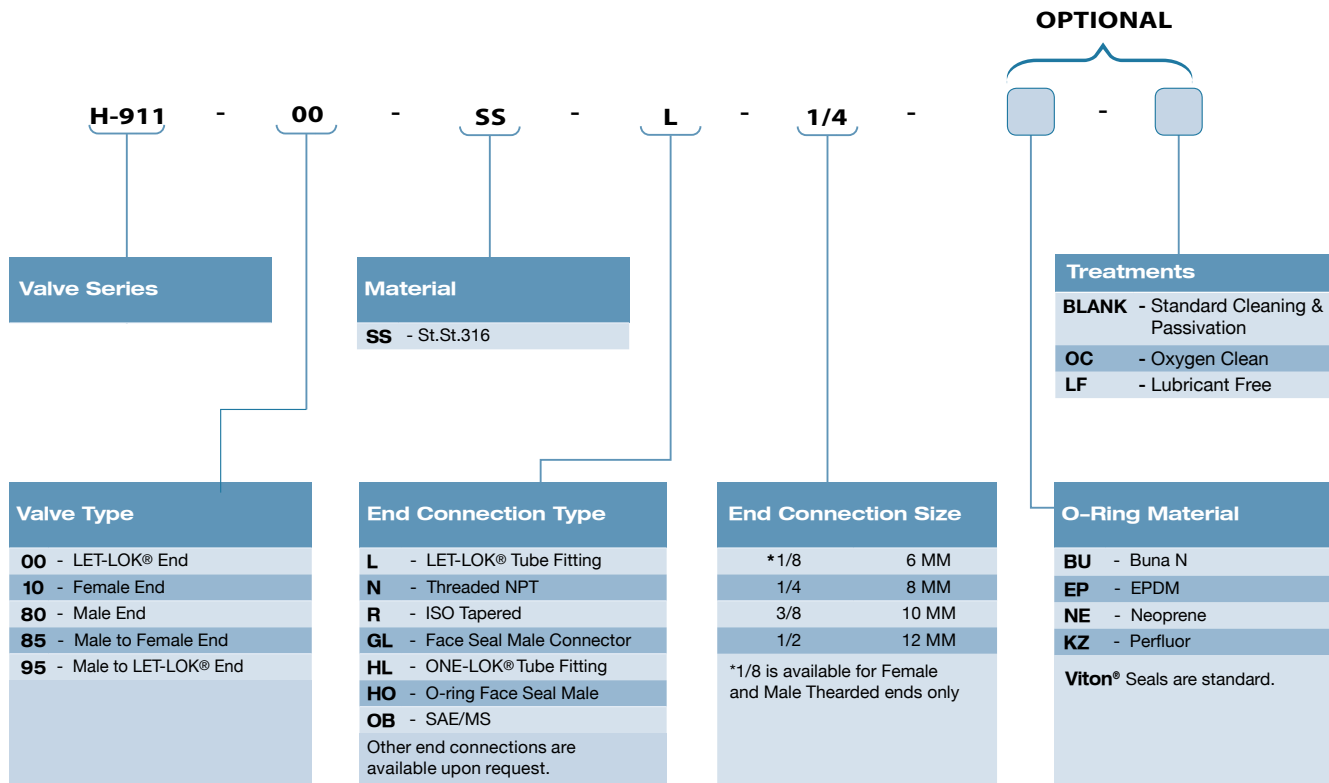 OPTIONAL
H-911 - 00 - SS - L - 1/4 - -
Valve Series
Material
SS - St.St.316
Treatments
BLANK - Standard Cleaning &
Passivation
OC - Oxygen Clean
LF - Lubricant Free
Valve Type
00 - LET-LOK® End
10 - Female End
80 - Male End
85 - Male to Female End
95 - Male to LET-LOK® End
End Connection Type
L - LET-LOK® Tube Fitting
N - Threaded NPT
R - ISO Tapered
GL - Face Seal Male Connector
HL - ONE-LOK® Tube Fitting
HO - O-ring Face Seal Male
OB - SAE/MS
Other end connections are
available upon request.
End Connection Size
*1/8 6 MM
1/4 8 MM
3/8 10 MM
1/2 12 MM
*1/8 is available for Female
and Male Thearded ends only
O-Ring Material
BU - Buna N
EP - EPDM
NE - Neoprene
KZ - Perfluor
Viton® Seals are standard.